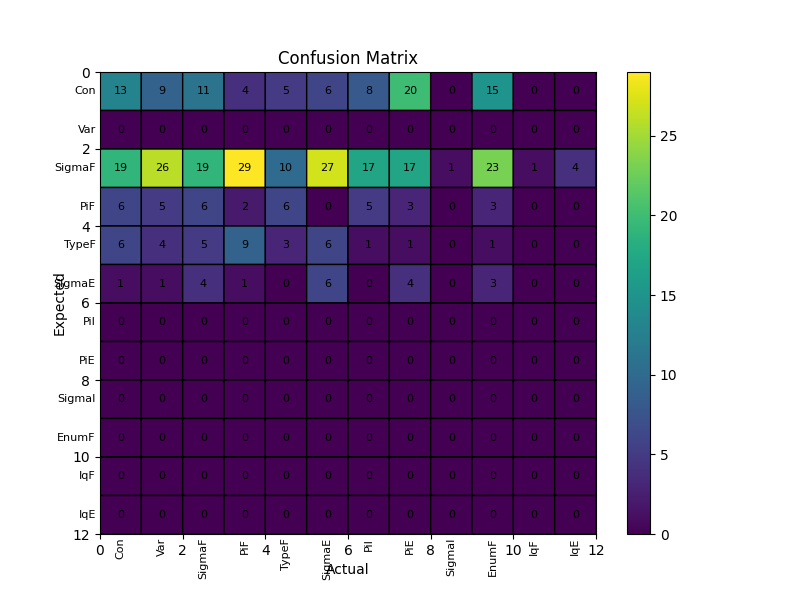 Confusion Matrix
0
Con 13 9 11 4 5 6 8 20 0 15 0 0
Var 0 0 0 0 0 0 0 0 0 0 0 0
2
SigmaF 19 26 19 29 10 27 17 17 1 23 1 4
PiF 6 5 6 2 6 0 5 3 0 3 0 0
4
TypeF 6 4 5 9 3 6 1 1 0 1 0 0
SigmaE 1 1 4 1 0 6 0 4 0 3 0 0
Expected
6
PiI 0 0 0 0 0 0 0 0 0 0 0 0
PiE 0 0 0 0 0 0 0 0 0 0 0 0
8
SigmaI 0 0 0 0 0 0 0 0 0 0 0 0
EnumF 0 0 0 0 0 0 0 0 0 0 0 0
10
IqF 0 0 0 0 0 0 0 0 0 0 0 0
IqE 0 0 0 0 0 0 0 0 0 0 0 0
12
0 2 4 6 8 10 12
Con Var SigmaF PiF TypeF SigmaE PiI PiE SigmaI EnumF IqF IqE
Actual
25
20
15
10
5
0